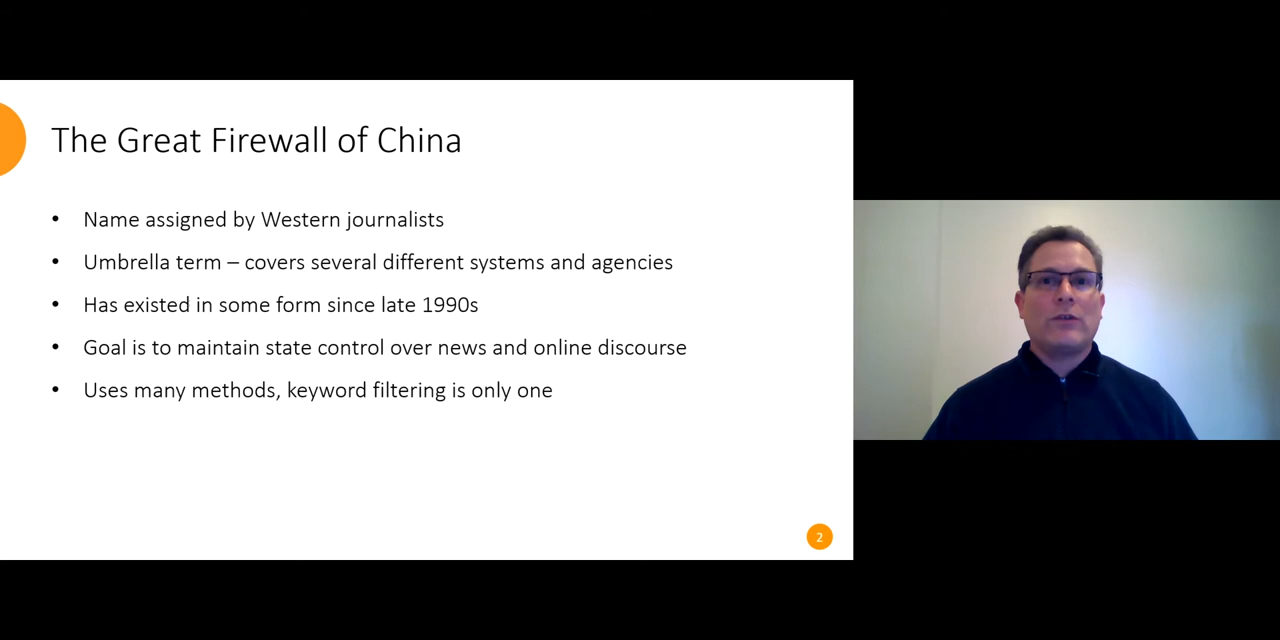 The Great Firewall of China
• Name assigned by Western journalists
• Umbrella term – covers several different systems and agencies
• Has existed in some form since late 1990s
• Goal is to maintain state control over news and online discourse
• Uses many methods, keyword filtering is only one
2